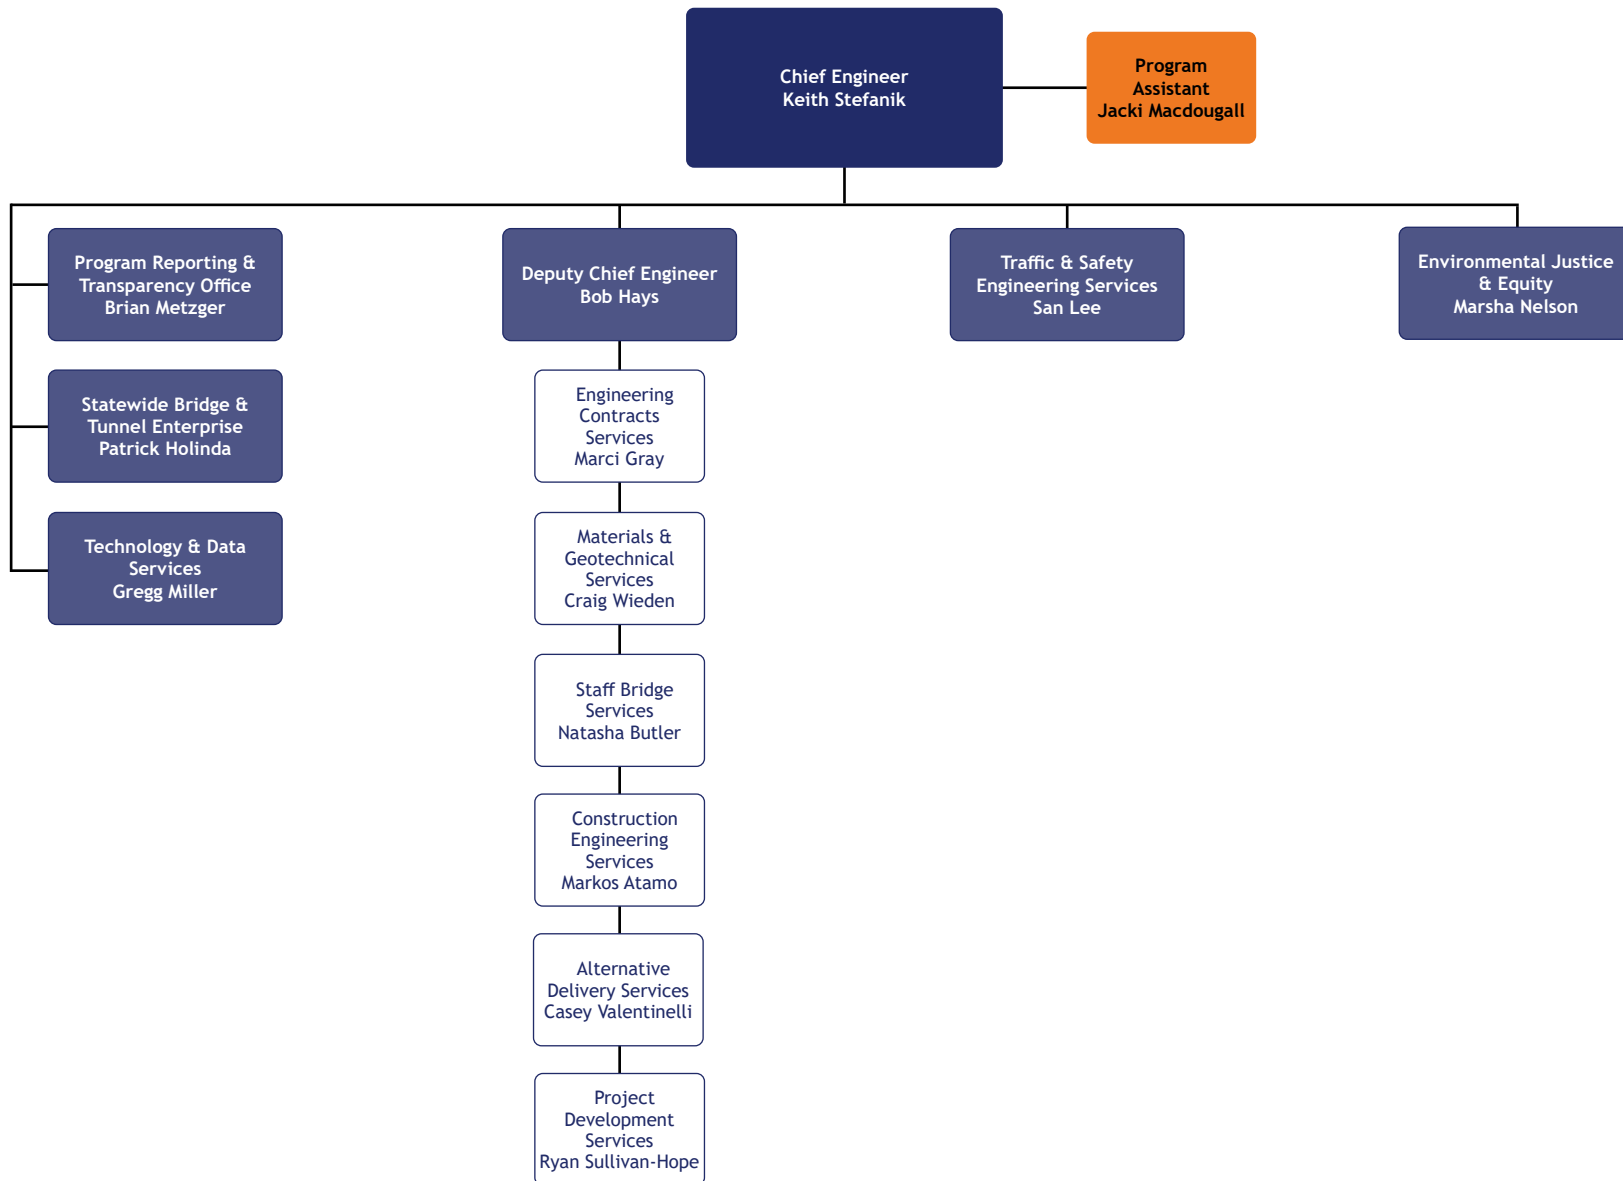 Chief Engineer
Keith Stefanik
Program
Assistant
Jacki Macdougall
Program Reporting &
Transparency Office
Brian Metzger
Statewide Bridge &
Tunnel Enterprise
Patrick Holinda
Technology & Data
Services
Gregg Miller
Deputy Chief Engineer
Bob Hays
Engineering
Contracts
Services
Marci Gray
Materials &
Geotechnical
Services
Craig Wieden
Staff Bridge
Services
Natasha Butler
Construction
Engineering
Services
Markos Atamo
Alternative
Delivery Services
Casey Valentinelli
Project
Development
Services
Ryan Sullivan-Hope
Traffic & Safety
Engineering Services
San Lee
Environmental Justice
& Equity
Marsha Nelson